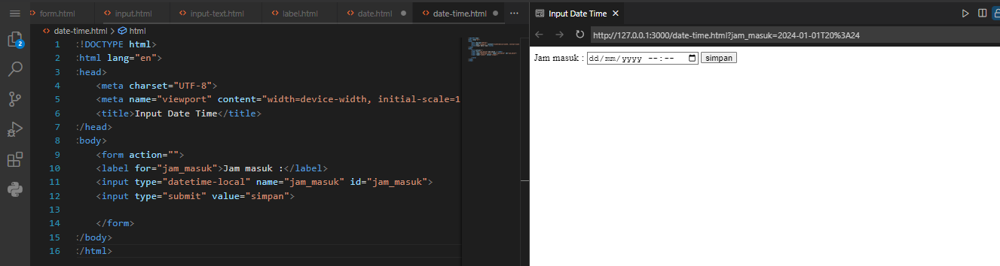 form.html input.html input-text.html label.html date.html date-time.html ...
date-time.html > html
1 <!DOCTYPE html>
2 <html lang="en">
3 <head>
4 <meta charset="UTF-8">
5 <meta name="viewport" content="width=device-width, initial-scale=1
6 <title>Input Date Time</title>
7 </head>
8 <body>
9 <form action="">
10 <label for="jam_masuk">Jam masuk :</label>
11 <input type="datetime-local" name="jam_masuk" id="jam_masuk">
12 <input type="submit" value="simpan">
13
14 </form>
15 </body>
16 </html>
2
Input Date Time
http://127.0.0.1:3000/date-time.html?jam_masuk=2024-01-01T20%3A24
Jam masuk : dd/mm/yyyy --:-- simpan